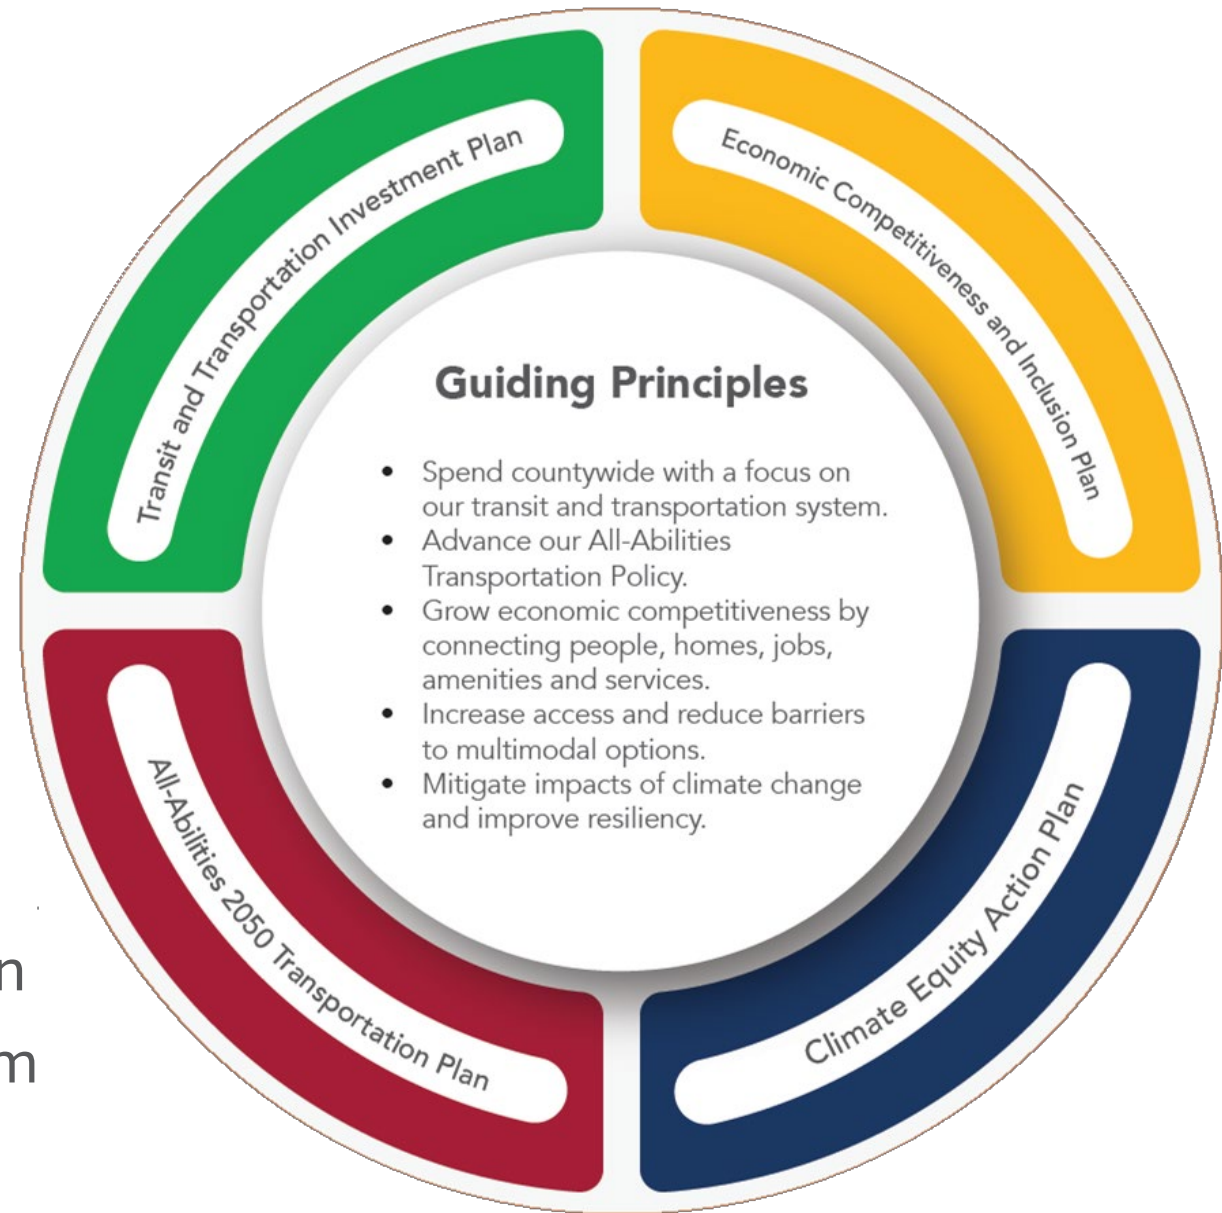 Transit and Transportation Investment Plan
Economic Competitiveness and Inclusion Plan
Guiding Principles
• Spend countywide with a focus on
our transit and transportation system.
• Advance our All-Abilities
Transportation Policy.
• Grow economic competitiveness by
connecting people, homes, jobs,
amenities and services.
• Increase access and reduce barriers
to multimodal options.
• Mitigate impacts of climate change
and improve resiliency.
All-Abilities 2050 Transportation Plan
Climate Equity Action Plan
n
m